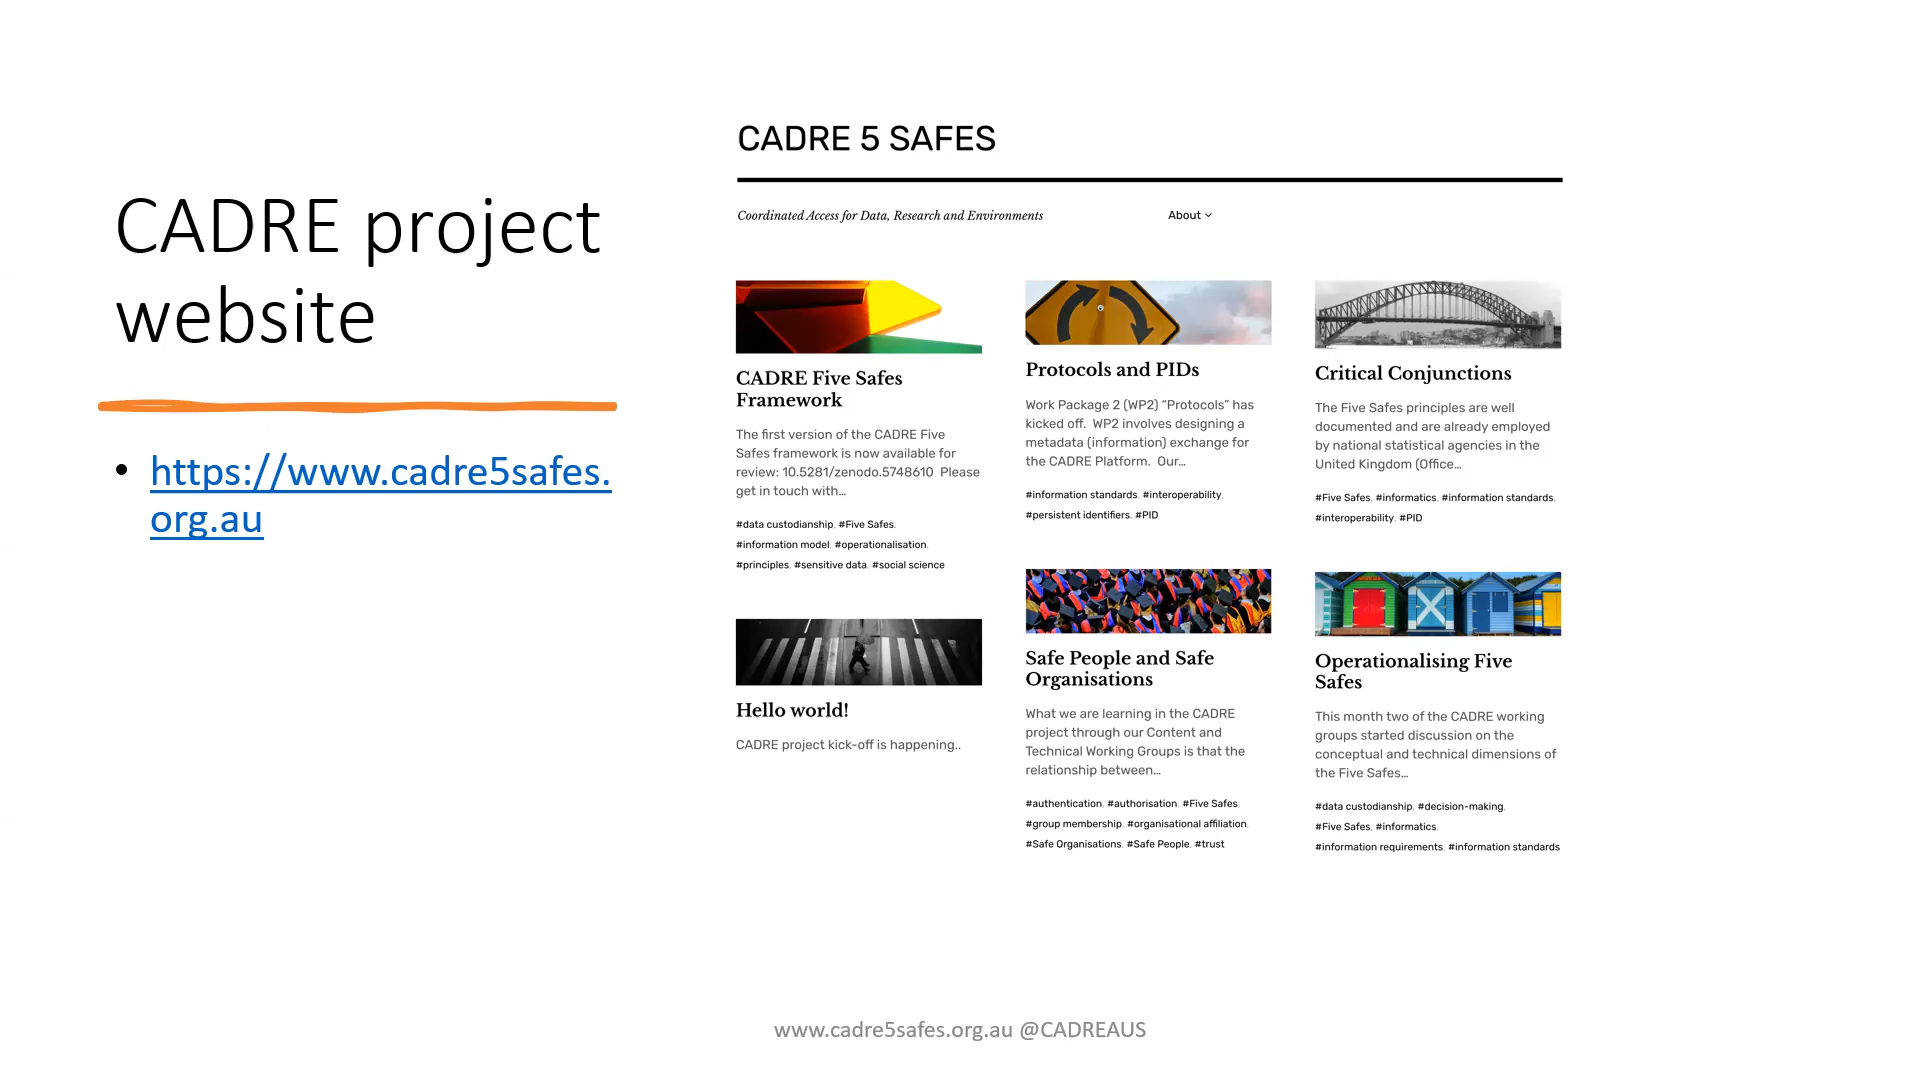 CADRE project
website
• https://www.cadre5safes.
org.au
CADRE 5 SAFES
Coordinated Access for Data, Research and Environments
About
CADRE Five Safes
Framework
The first version of the CADRE Five
Safes framework is now available for
review: 10.5281/zenodo.5748610  Please
get in touch with…
#data custodianship, #Five Safes,
#information model, #operationalisation,
#principles, #sensitive data, #social science
Hello world!
CADRE project kick-off is happening..
Protocols and PIDs
Work Package 2 (WP2) “Protocols” has
kicked off.  WP2 involves designing a
metadata (information) exchange for
the CADRE Platform.  Our…
#information standards, #interoperability,
#persistent identifiers, #PID
Safe People and Safe
Organisations
What we are learning in the CADRE
project through our Content and
Technical Working Groups is that the
relationship between…
#authentication, #authorisation, #Five Safes,
#group membership, #organisational affiliation,
#Safe Organisations, #Safe People, #trust
Critical Conjunctions
The Five Safes principles are well
documented and are already employed
by national statistical agencies in the
United Kingdom (Office…
#Five Safes, #informatics, #information standards,
#interoperability, #PID
Operationalising Five
Safes
This month two of the CADRE working
groups started discussion on the
conceptual and technical dimensions of
the Five Safes…
#data custodianship, #decision-making,
#Five Safes, #informatics,
#information requirements, #information standards
www.cadre5safes.org.au @CADREAUS